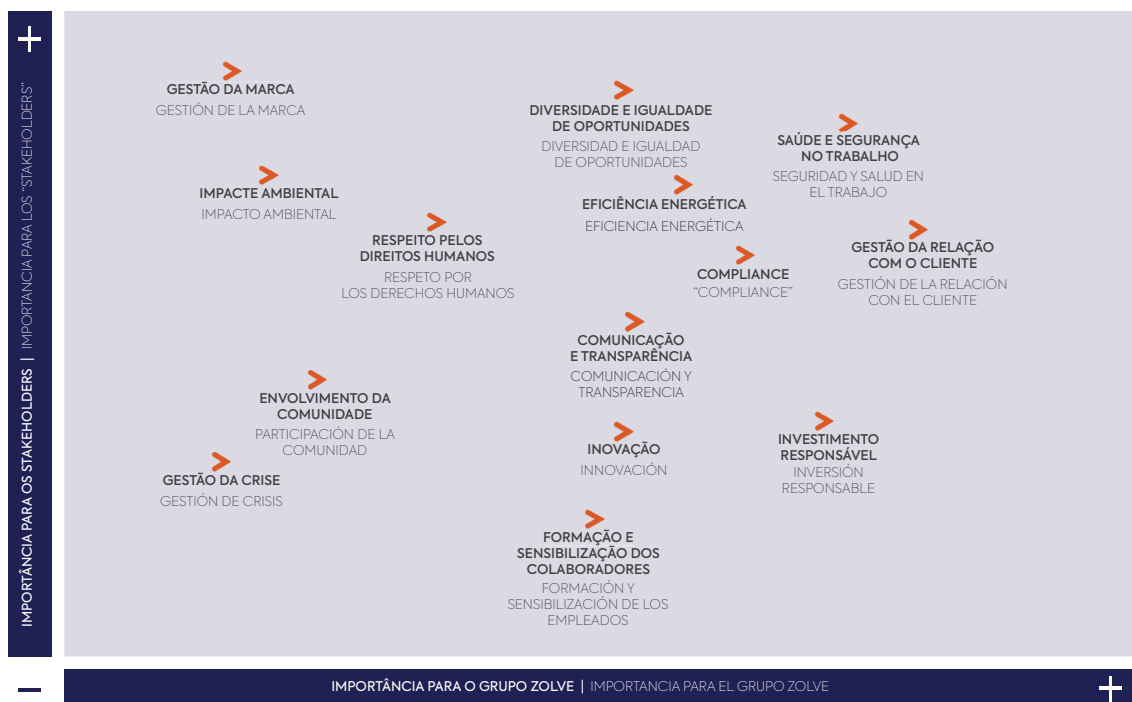 +
IMPORTÂNCIA PARA OS STAKEHOLDERS | IMPORTANCIA PARA LOS “STAKEHOLDERS”
GESTÃO DA MARCA
GESTIÓN DE LA MARCA
DIVERSIDADE E IGUALDADE
DE OPORTUNIDADES
DIVERSIDAD E IGUALDAD
DE OPORTUNIDADES
SAÚDE E SEGURANÇA
NO TRABALHO
SEGURIDAD Y SALUD EN
EL TRABAJO
IMPACTE AMBIENTAL
IMPACTO AMBIENTAL
EFICIÊNCIA ENERGÉTICA
EFICIENCIA ENERGÉTICA
RESPEITO PELOS
DIREITOS HUMANOS
RESPETO POR
LOS DERECHOS HUMANOS
GESTÃO DA RELAÇÃO
COM O CLIENTE
GESTIÓN DE LA RELACIÓN
CON EL CLIENTE
COMPLIANCE
“COMPLIANCE”
COMUNICAÇÃO
E TRANSPARÊNCIA
COMUNICACIÓN Y
TRANSPARENCIA
ENVOLVIMENTO DA
COMUNIDADE
PARTICIPACIÓN DE LA
COMUNIDAD
INVESTIMENTO
RESPONSÁVEL
INVERSIÓN
RESPONSABLE
INOVAÇÃO
INNOVACIÓN
GESTÃO DA CRISE
GESTIÓN DE CRISIS
FORMAÇÃO E
SENSIBILIZAÇÃO DOS
COLABORADORES
FORMACIÓN Y
SENSIBILIZACIÓN DE LOS
EMPLEADOS
–
IMPORTÂNCIA PARA O GRUPO ZOLVE | IMPORTANCIA PARA EL GRUPO ZOLVE
+